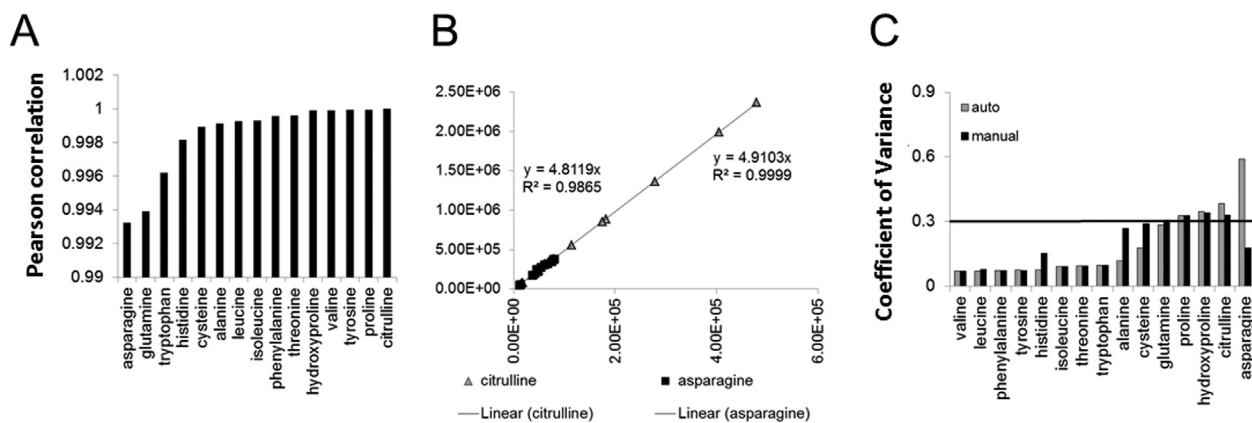 A
Pearson correlation
1.002
1
0.998
0.996
0.994
0.992
0.99
asparagine
glutamine
tryptophan
histidine
cysteine
alanine
leucine
isoleucine
phenylalanine
threonine
hydroxyproline
valine
tyrosine
proline
citrulline
B
2.50E+06
2.00E+06
1.50E+06
1.00E+06
5.00E+05
0.00E+00
y = 4.8119x
R² = 0.9865
y = 4.9103x
R² = 0.9999
0.00E+00
2.00E+05
4.00E+05
6.00E+05
citrulline
asparagine
Linear (citrulline)
Linear (asparagine)
C
Coefficient of Variance
0.9
0.6
0.3
0
auto
manual
valine
leucine
phenylalanine
tyrosine
histidine
isoleucine
threonine
tryptophan
alanine
cysteine
glutamine
proline
hydroxyproline
citrulline
asparagine